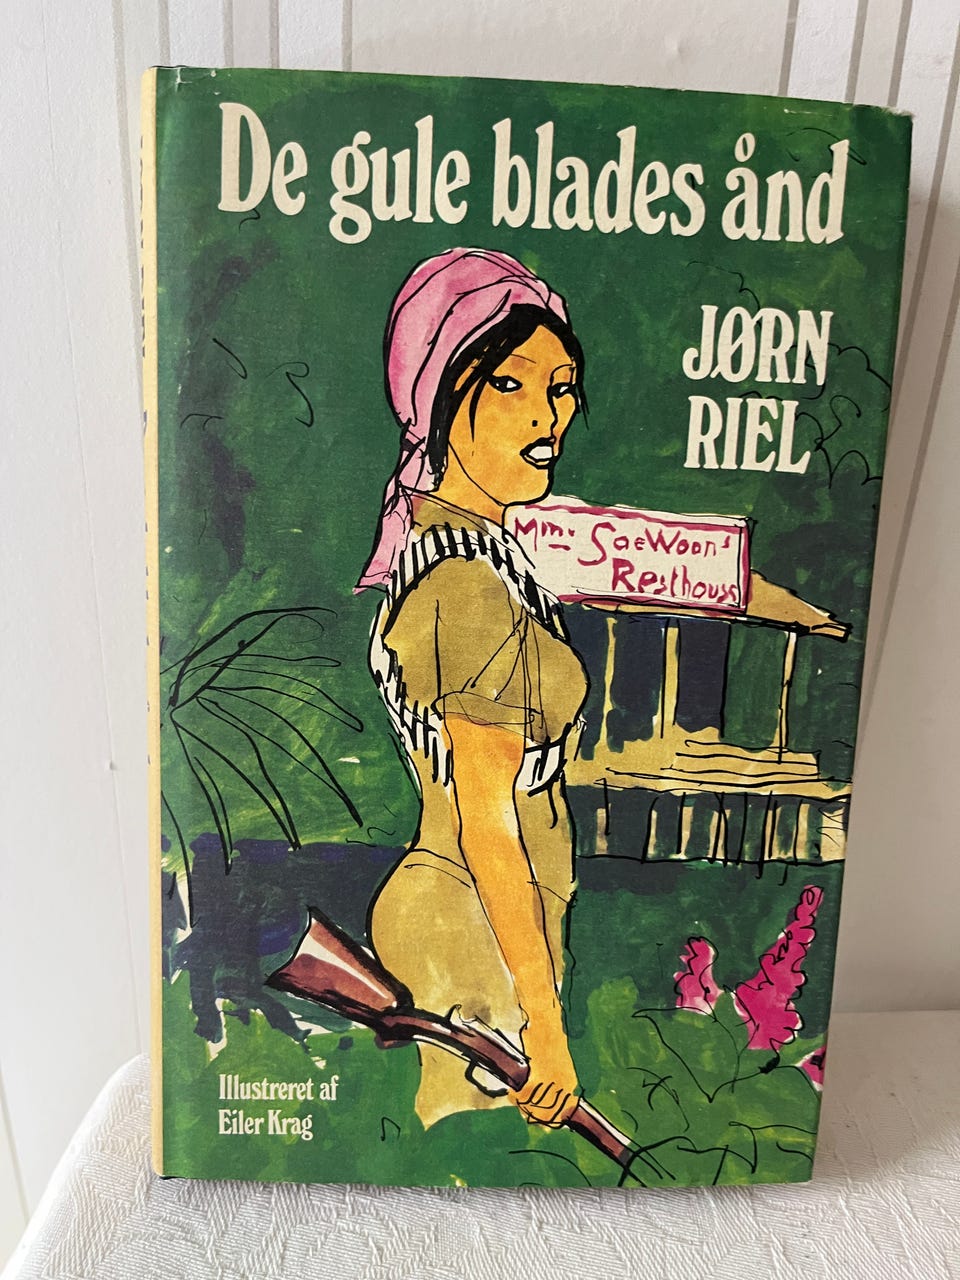 De gule blades ånd
JØRN
RIEL
Mm: SaeWoon's
Resthouse
Illustreret af
Eiler Krag